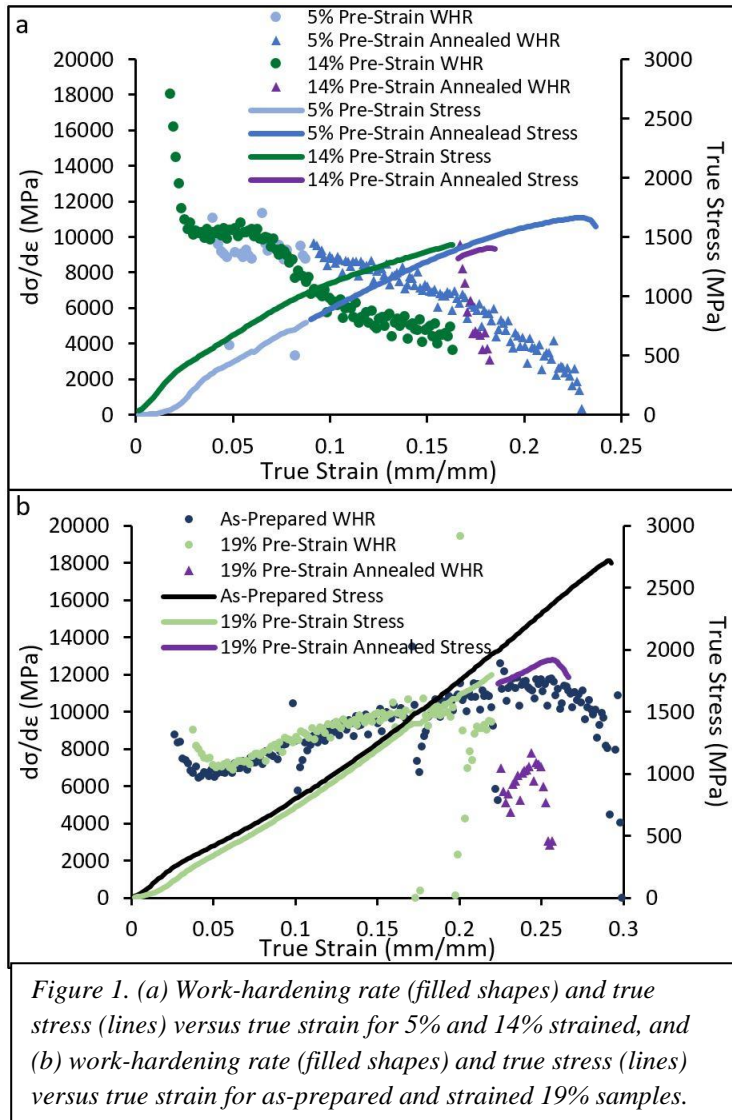 a
5% Pre-Strain WHR
5% Pre-Strain Annealed WHR
14% Pre-Strain WHR
14% Pre-Strain Annealed WHR
5% Pre-Strain Stress
5% Pre-Strain Annealead Stress
14% Pre-Strain Stress
14% Pre-Strain Annealed Stress
dσ/dε (MPa)
20000
18000
16000
14000
12000
10000
8000
6000
4000
2000
0
3000
2500
2000
1500
1000
500
0
True Stress (MPa)
0 0.05 0.1 0.15 0.2 0.25
True Strain (mm/mm)
b
As-Prepared WHR
19% Pre-Strain WHR
19% Pre-Strain Annealed WHR
As-Prepared Stress
19% Pre-Strain Stress
19% Pre-Strain Annealed Stress
dσ/dε (MPa)
20000
18000
16000
14000
12000
10000
8000
6000
4000
2000
0
3000
2500
2000
1500
1000
500
0
True Stress (MPa)
0 0.05 0.1 0.15 0.2 0.25 0.3
True Strain (mm/mm)
Figure 1. (a) Work-hardening rate (filled shapes) and true
stress (lines) versus true strain for 5% and 14% strained, and
(b) work-hardening rate (filled shapes) and true stress (lines)
versus true strain for as-prepared and strained 19% samples.